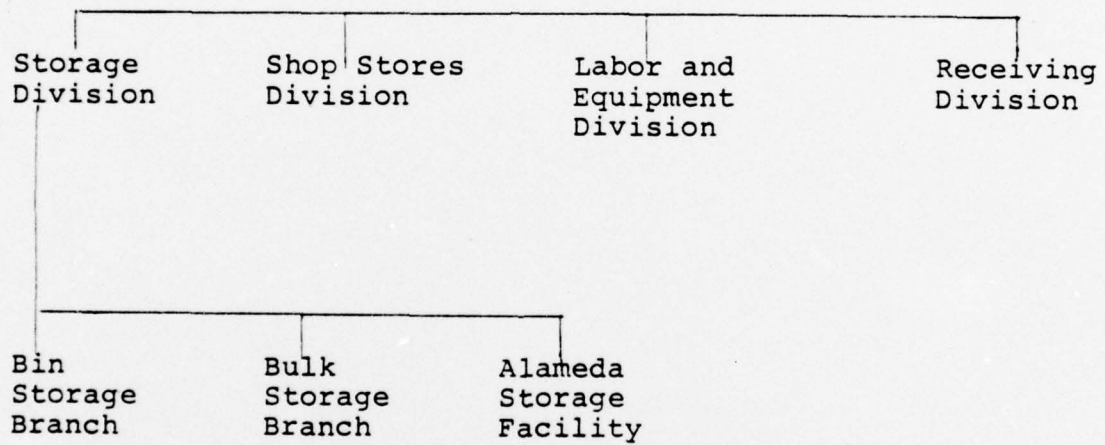 Storage
Division
Shop Stores
Division
Labor and
Equipment
Division
Receiving
Division
Bin
Storage
Branch
Bulk
Storage
Branch
Alameda
Storage
Facility